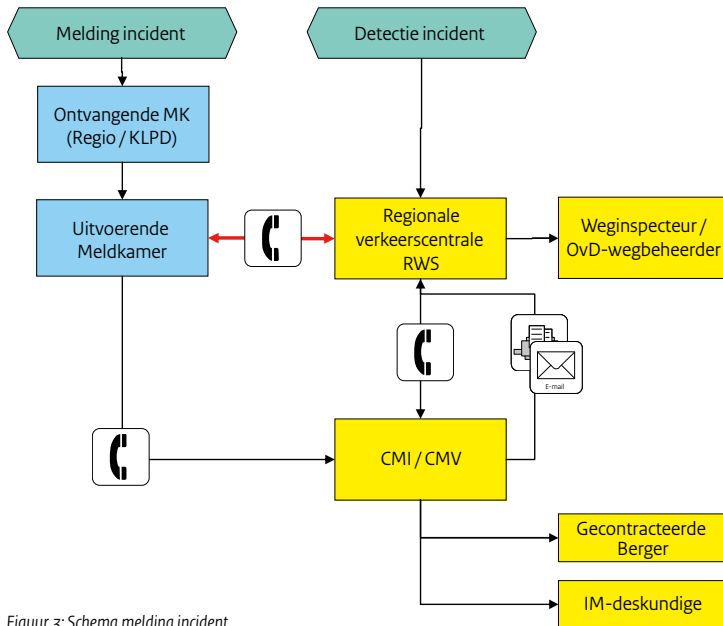 Melding incident
Detectie incident
Ontvangende MK
(Regio / KLPD)
Uitvoerende
Meldkamer
Regionale
verkeerscentrale
RWS
Weginspecteur /
OvD-wegbeheerder
E-mail
CMI / CMV
Gecontracteerde
Berger
IM-deskundige
Figuur 3: Schema melding incident